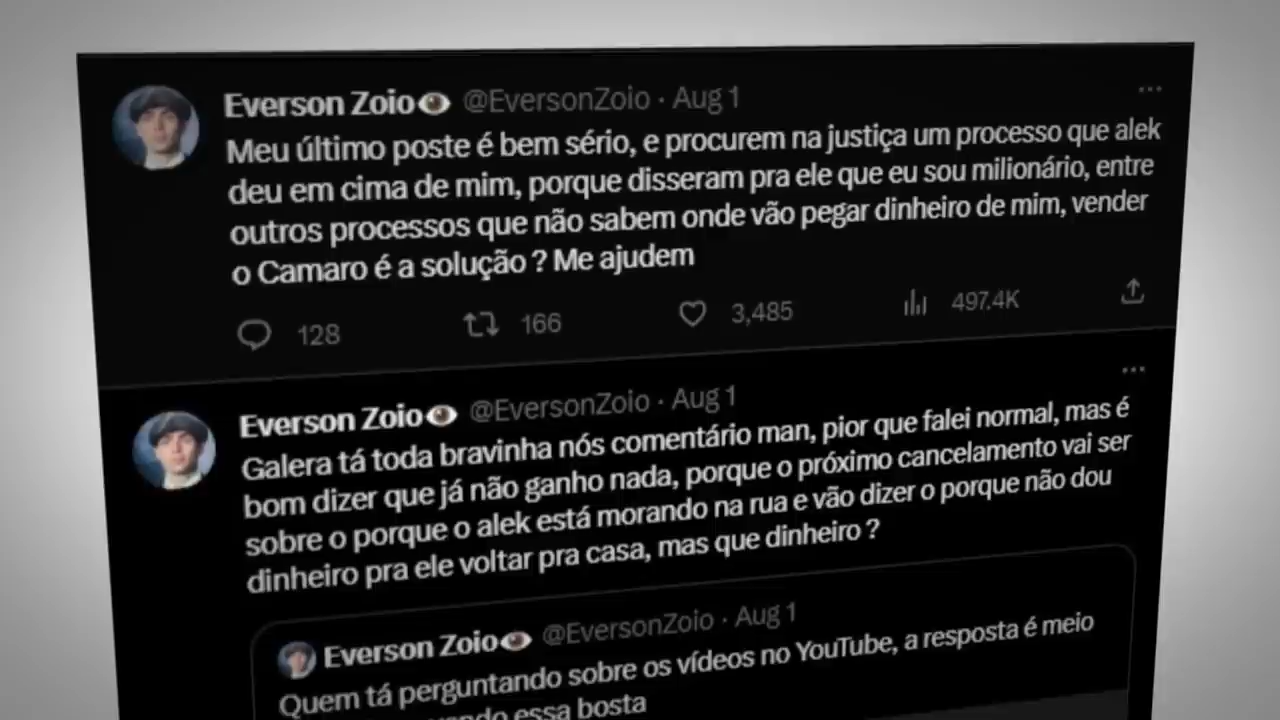 Everson Zoio👁 @EversonZoio · Aug 1
Meu último poste é bem sério, e procurem na justiça um processo que alek
deu em cima de mim, porque disseram pra ele que eu sou milionário, entre
outros processos que não sabem onde vão pegar dinheiro de mim, vender
o Camaro é a solução ? Me ajudem
128 166 3,485 497.4K
Everson Zoio👁 @EversonZoio · Aug 1
Galera tá toda bravinha nós comentário man, pior que falei normal, mas é
bom dizer que já não ganho nada, porque o próximo cancelamento vai ser
sobre o porque o alek está morando na rua e vão dizer o porque não dou
dinheiro pra ele voltar pra casa, mas que dinheiro ?
Everson Zoio👁 @EversonZoio · Aug 1
Quem tá perguntando sobre os vídeos no YouTube, a resposta é meio
essa bosta